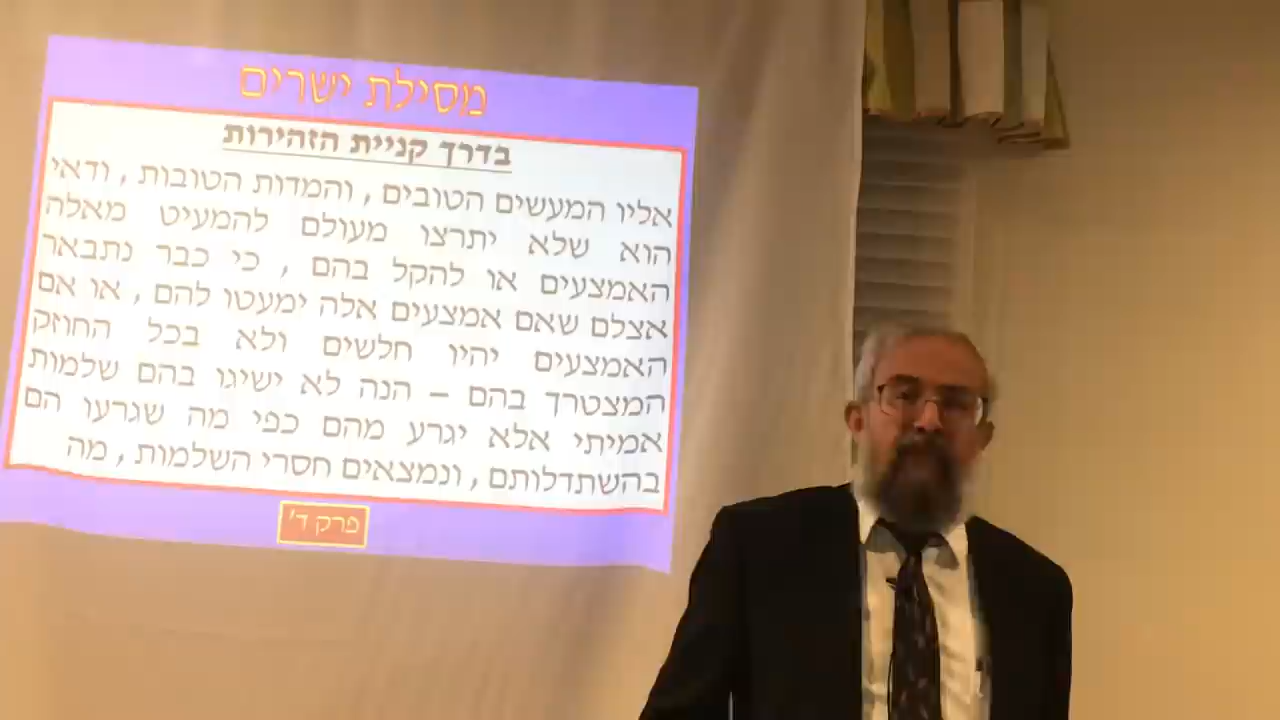 מסילת ישרים
בדרך קניית הזהירות
אליו המעשים הטובים , והמדות הטובות , ודאי
הוא שלא יתרצו מעולם להמעיט מאלה
האמצעים או להקל בהם , כי כבר נתבאר
אצלם שאם אמצעים אלה ימעטו להם , או אם
האמצעים יהיו חלשים ולא בכל החוזק
המצטרך בהם – הנה לא ישיגו בהם שלמות
אמיתי אלא יגרע מהם כפי מה שגרעו הם
בהשתדלותם , ונמצאים חסרי השלמות , מה
פרק ד'